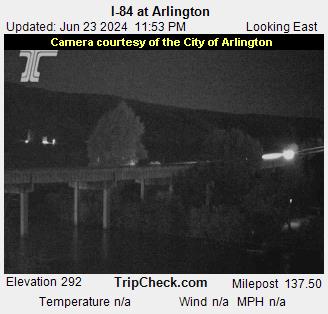 I-84 at Arlington
Updated: Jun 23 2024 11:53 PM Looking East
Camera courtesy of the City of Arlington
Elevation 292 TripCheck.com Milepost 137.50
Temperature n/a Wind n/a MPH n/a